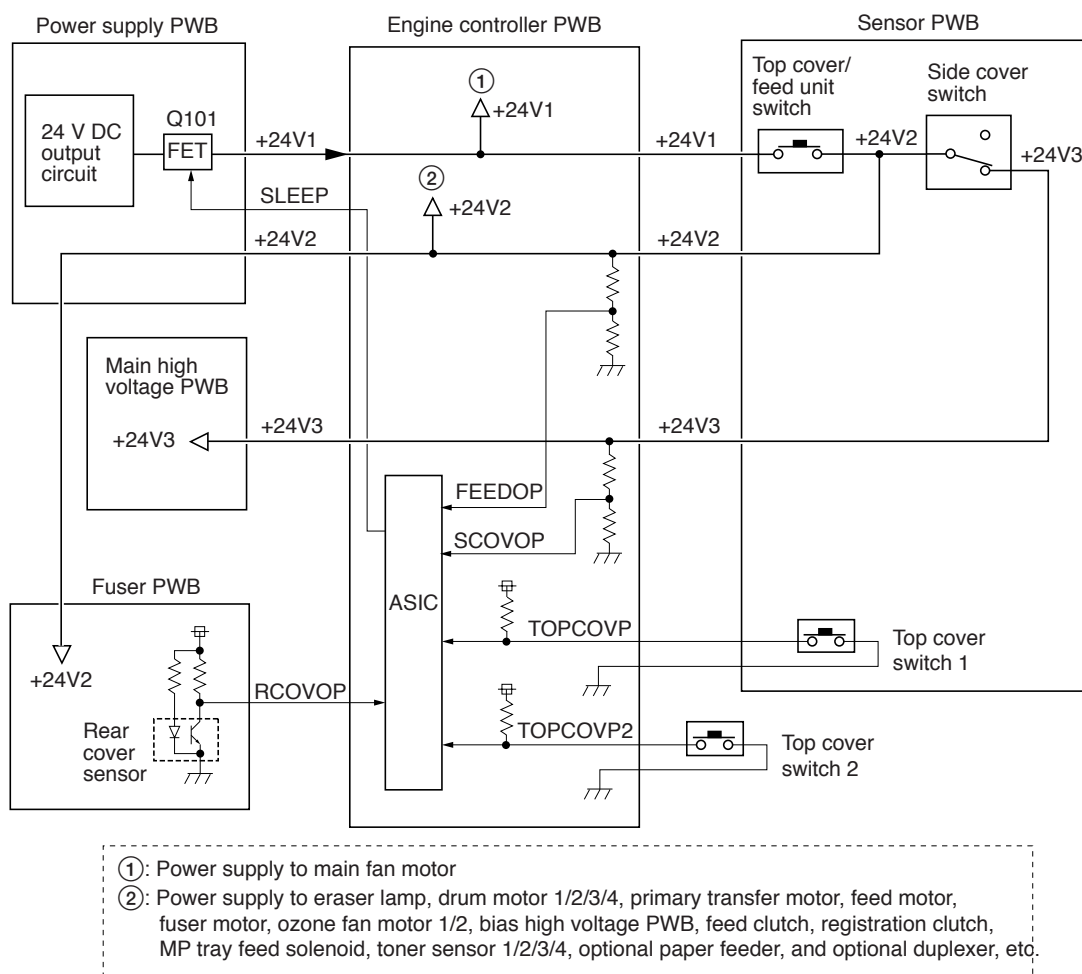 Power supply PWB
Engine controller PWB
Sensor PWB
Top cover/
feed unit
switch
Side cover
switch
1
+24V1
24 V DC
output
circuit
Q101
FET
+24V1
+24V1
+24V2
+24V3
SLEEP
2
+24V2
+24V2
+24V2
Main high
voltage PWB
+24V3
+24V3
+24V3
FEEDOP
SCOVOP
ASIC
TOPCOVP
Top cover
switch 1
TOPCOVP2
Top cover
switch 2
Fuser PWB
+24V2
RCOVOP
Rear
cover
sensor
1: Power supply to main fan motor
2: Power supply to eraser lamp, drum motor 1/2/3/4, primary transfer motor, feed motor,
fuser motor, ozone fan motor 1/2, bias high voltage PWB, feed clutch, registration clutch,
MP tray feed solenoid, toner sensor 1/2/3/4, optional paper feeder, and optional duplexer, etc.